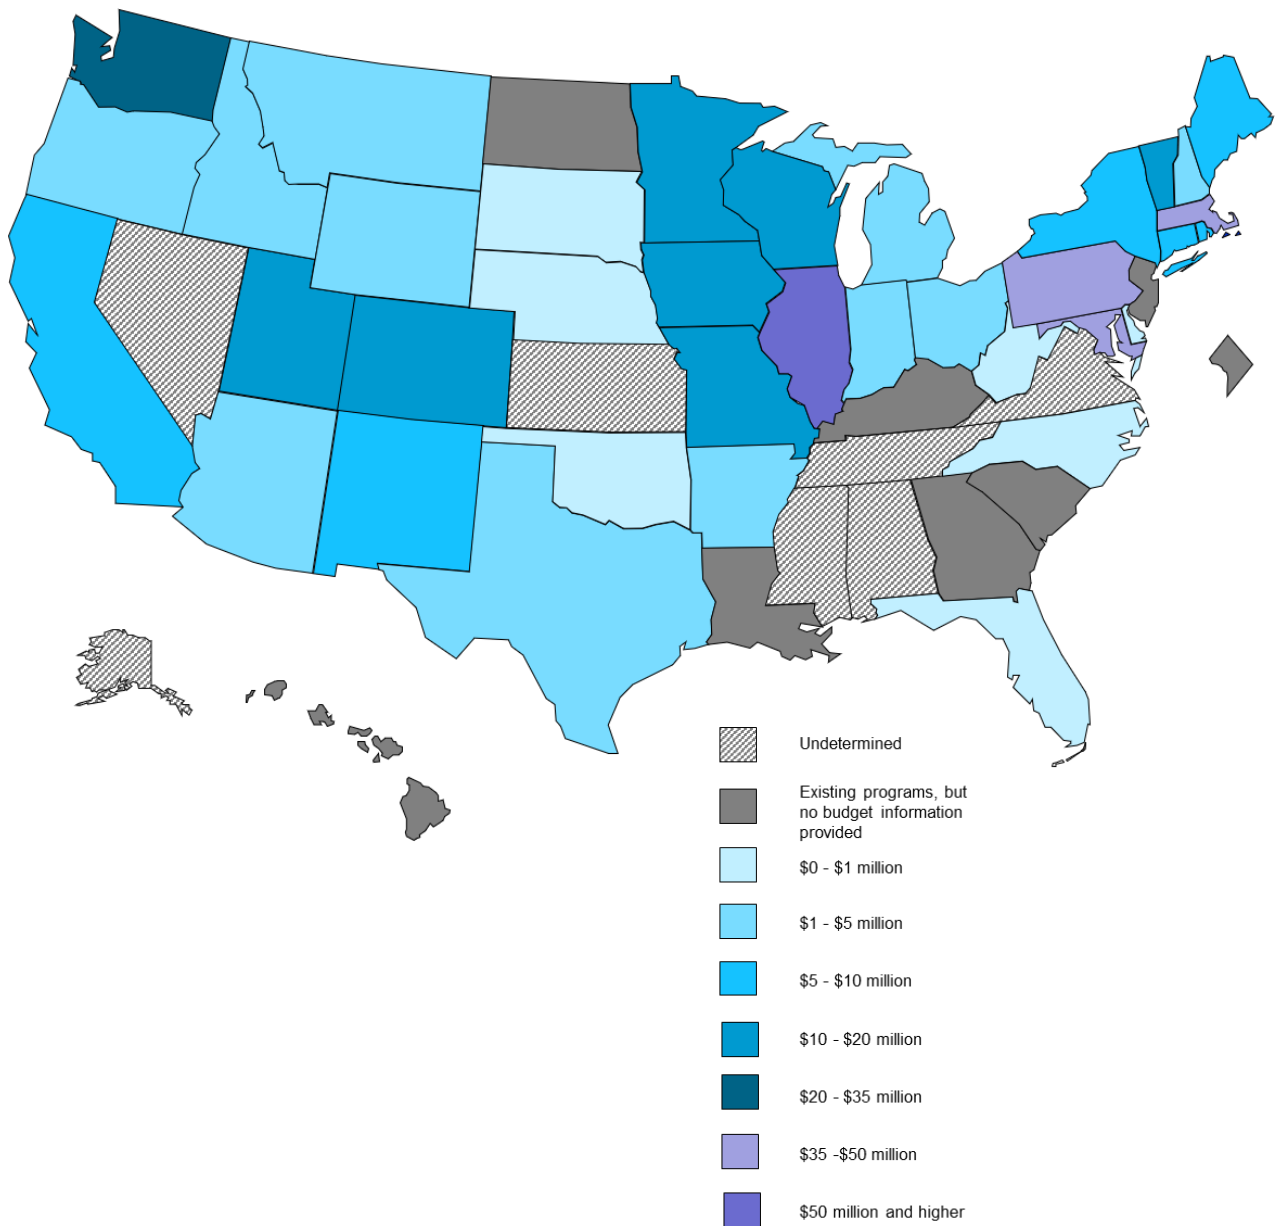 Undetermined
Existing programs, but
no budget information
provided
$0 - $1 million
$1 - $5 million
$5 - $10 million
$10 - $20 million
$20 - $35 million
$35 -$50 million
$50 million and higher